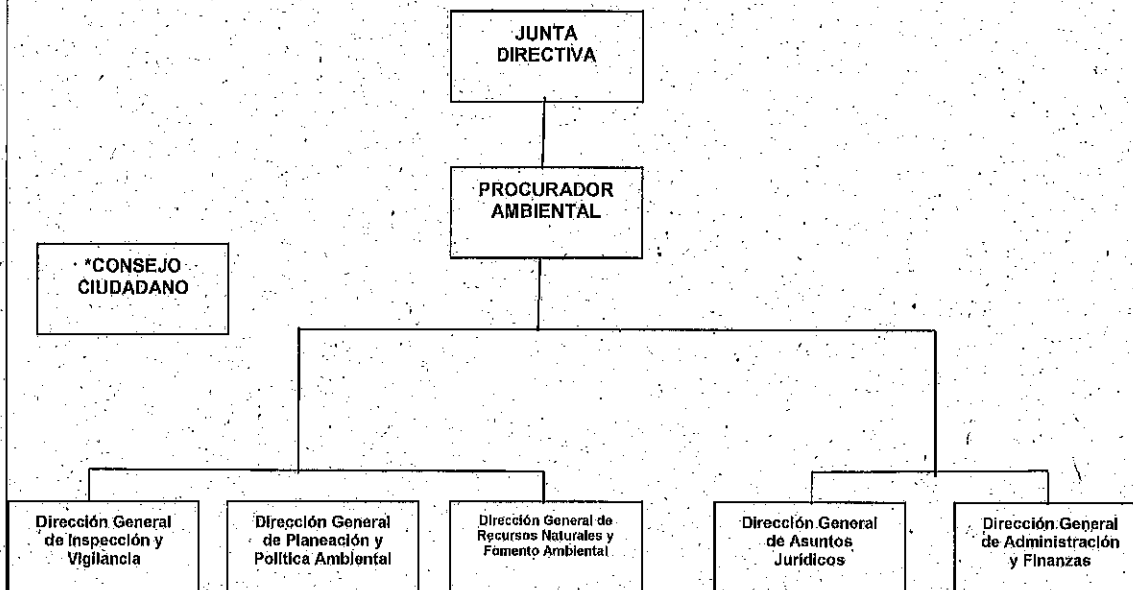 JUNTA
DIRECTIVA
PROCURADOR
AMBIENTAL
*CONSEJO
CIUDADANO
Dirección General
de Inspección y
Vigilancia
Dirección General
de Planeación y
Política Ambiental
Dirección General de
Recursos Naturales y
Fomento Ambiental
Dirección General
de Asuntos
Jurídicos
Dirección General
de Administración
y Finanzas